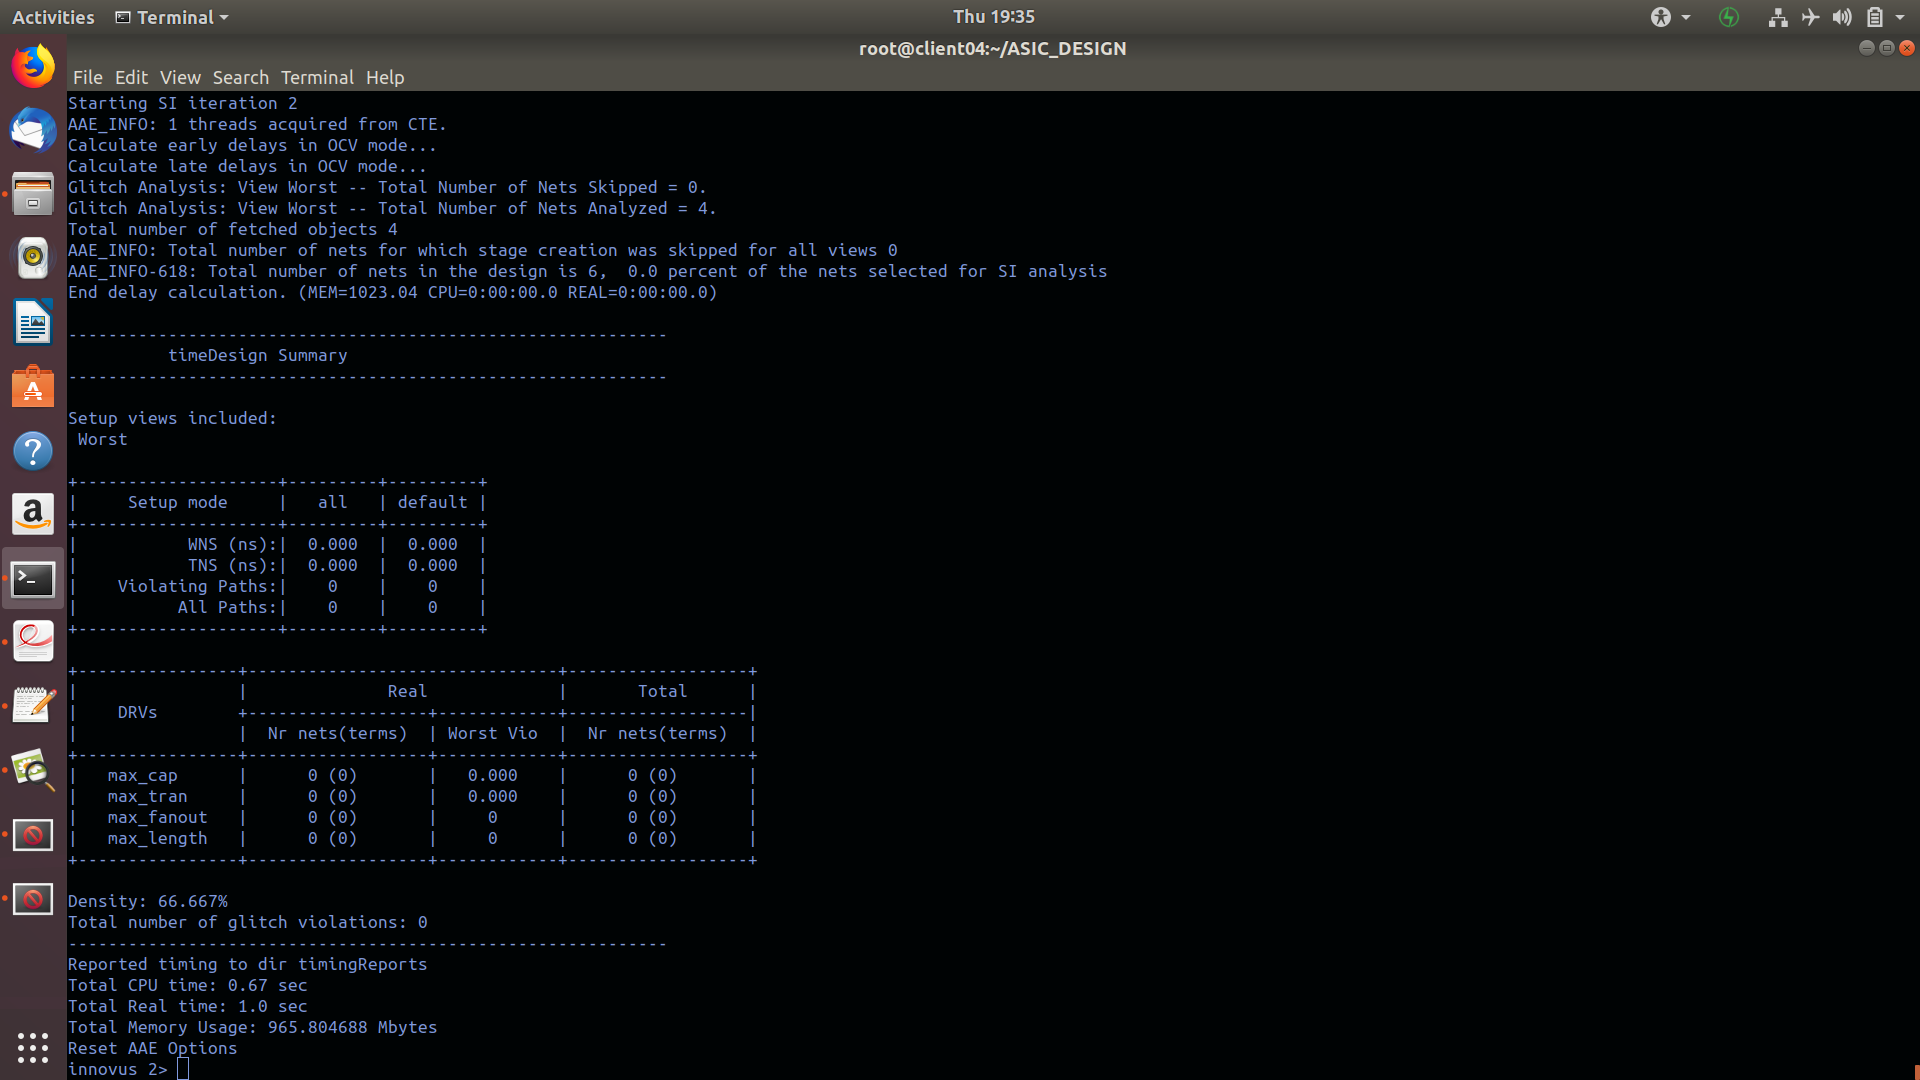 Activities Terminal Thu 19:35
root@client04:~/ASIC_DESIGN
File Edit View Search Terminal Help
Starting SI iteration 2
AAE_INFO: 1 threads acquired from CTE.
Calculate early delays in OCV mode...
Calculate late delays in OCV mode...
Glitch Analysis: View Worst -- Total Number of Nets Skipped = 0.
Glitch Analysis: View Worst -- Total Number of Nets Analyzed = 4.
Total number of fetched objects 4
AAE_INFO: Total number of nets for which stage creation was skipped for all views 0
AAE_INFO-618: Total number of nets in the design is 6,  0.0 percent of the nets selected for SI analysis
End delay calculation. (MEM=1023.04 CPU=0:00:00.0 REAL=0:00:00.0)
------------------------------------------------------------
          timeDesign Summary
------------------------------------------------------------
Setup views included:
 Worst
+--------------------+---------+---------+
|     Setup mode     |   all   | default |
+--------------------+---------+---------+
|           WNS (ns):|  0.000  |  0.000  |
|           TNS (ns):|  0.000  |  0.000  |
|    Violating Paths:|    0    |    0    |
|          All Paths:|    0    |    0    |
+--------------------+---------+---------+
+----------------+-------------------------------+------------------+
|                |              Real             |       Total      |
|    DRVs        +------------------+------------+------------------|
|                |  Nr nets(terms)  | Worst Vio  |  Nr nets(terms)  |
+----------------+------------------+------------+------------------+
|   max_cap      |      0 (0)       |   0.000    |      0 (0)       |
|   max_tran     |      0 (0)       |   0.000    |      0 (0)       |
|   max_fanout   |      0 (0)       |     0      |      0 (0)       |
|   max_length   |      0 (0)       |     0      |      0 (0)       |
+----------------+------------------+------------+------------------+
Density: 66.667%
Total number of glitch violations: 0
------------------------------------------------------------
Reported timing to dir timingReports
Total CPU time: 0.67 sec
Total Real time: 1.0 sec
Total Memory Usage: 965.804688 Mbytes
Reset AAE Options
innovus 2>